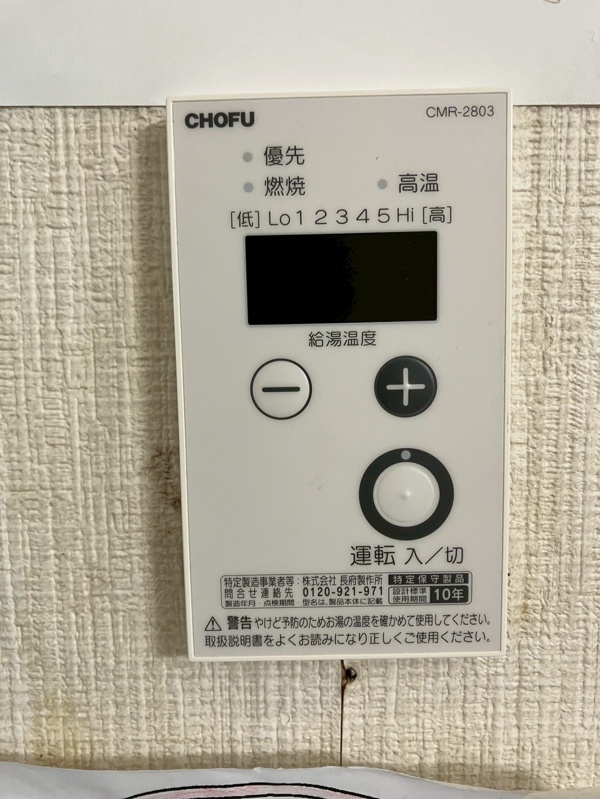 CHOFU
CMR-2803
優先
燃焼
高温
[低] Lo 1 2 3 4 5 Hi [高]
給湯温度
運転 入/切
特定製造事業者等:株式会社 長府製作所
問合せ連絡先 0120-921-971
製造年月・点検期間・型名は、製品本体に記載
特定保守製品
設計標準使用期間 10年
警告 やけど予防のためお湯の温度を確かめて使用してください。
取扱説明書をよくお読みになり正しくご使用ください。